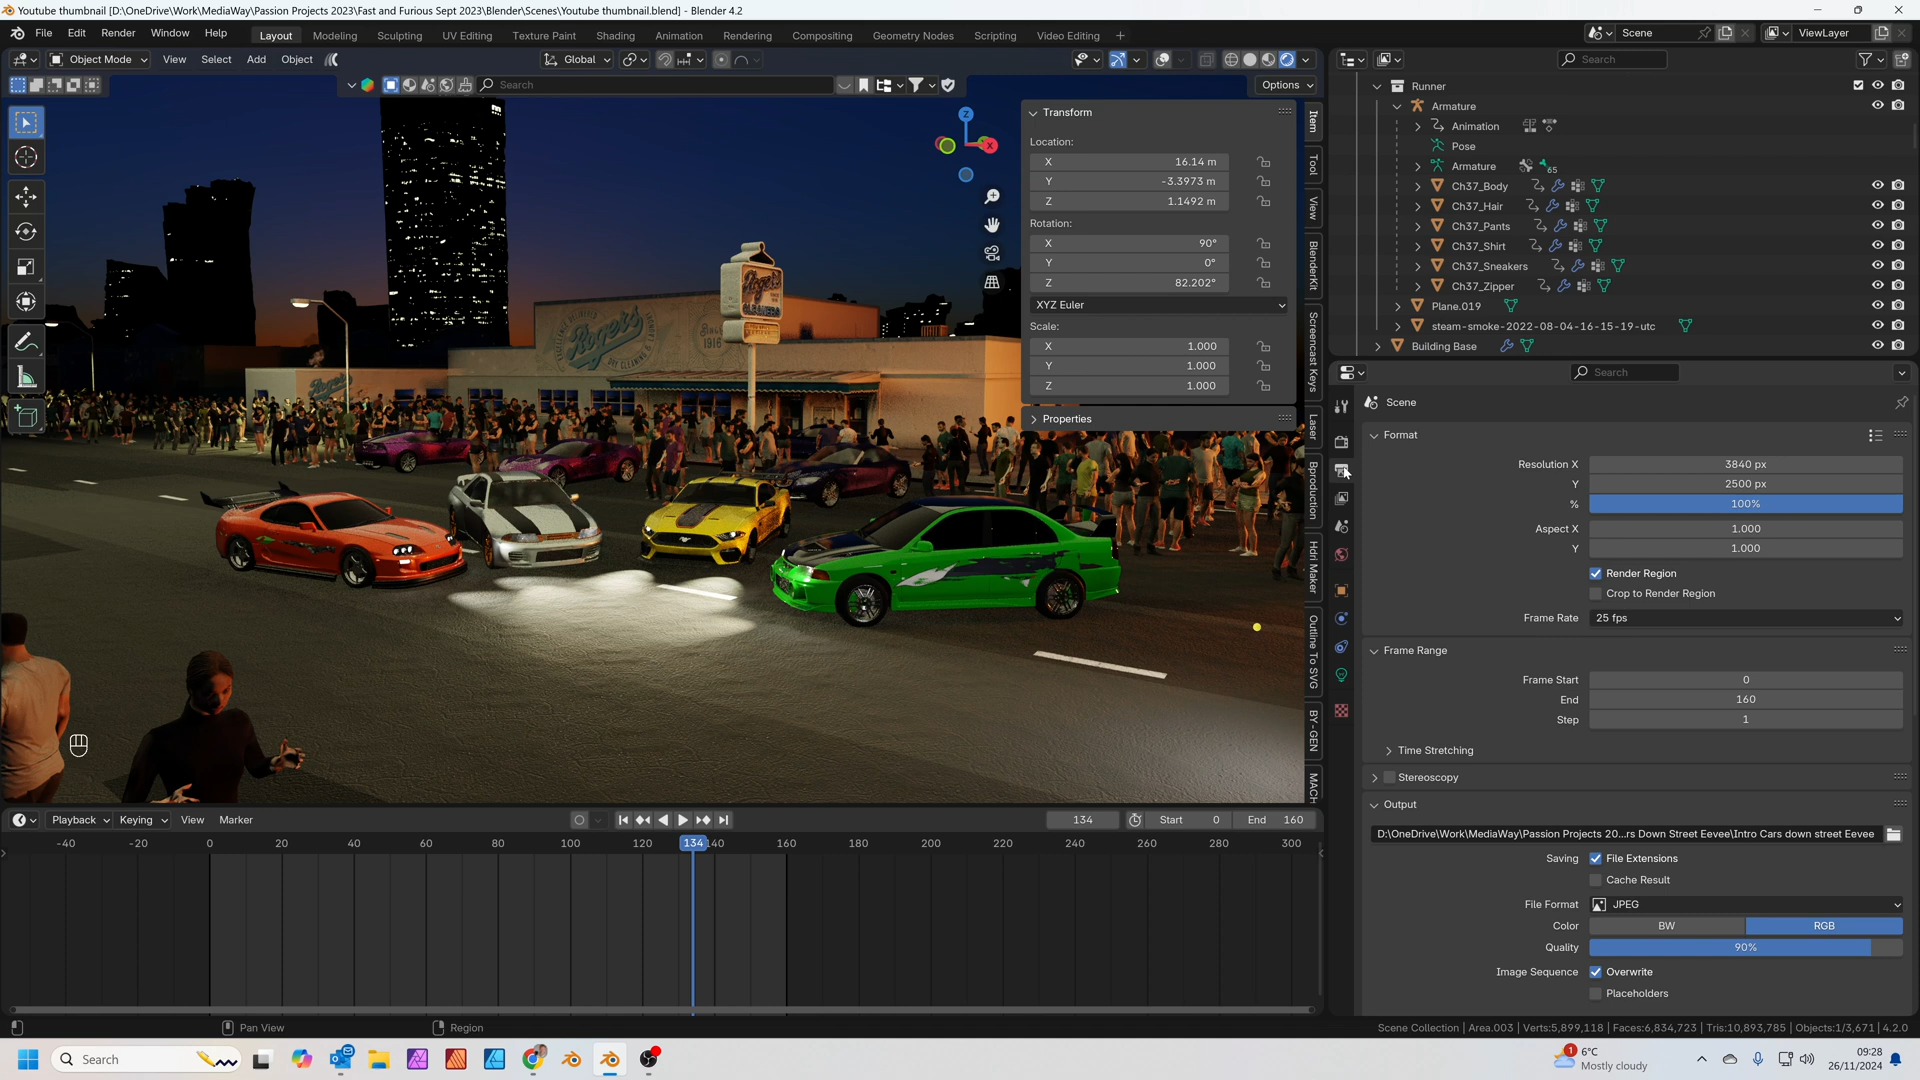 Youtube thumbnail [D:\OneDrive\Work\MediaWay\Passion Projects 2023\Fast and Furious Sept 2023\Blender\Scenes\Youtube thumbnail.blend] - Blender 4.2
File Edit Render Window Help
Layout Modeling Sculpting UV Editing Texture Paint Shading Animation Rendering Compositing Geometry Nodes Scripting Video Editing +
Scene
ViewLayer
Object Mode View Select Add Object
Global
Search
Options
Search
Z
X
Rogers
Rogers
CLEANERS
1916
Transform
Location:
X 16.14 m
Y -3.3973 m
Z 1.1492 m
Rotation:
X 90°
Y 0°
Z 82.202°
XYZ Euler
Scale:
X 1.000
Y 1.000
Z 1.000
Properties
Item
Tool
View
BlenderKit
Screencast Keys
Laser
Bproduction
Hdri Maker
Outline To SVG
BY-GEN
MACH
Runner
Armature
Animation
Pose
Armature 65
Ch37_Body
Ch37_Hair
Ch37_Pants
Ch37_Shirt
Ch37_Sneakers
Ch37_Zipper
Plane.019
steam-smoke-2022-08-04-16-15-19-utc
Building Base
Search
Scene
Format
Resolution X 3840 px
Y 2500 px
% 100%
Aspect X 1.000
Y 1.000
Render Region
Crop to Render Region
Frame Rate 25 fps
Frame Range
Frame Start 0
End 160
Step 1
Time Stretching
Stereoscopy
Output
D:\OneDrive\Work\MediaWay\Passion Projects 20...rs Down Street Eevee\Intro Cars down street Eevee
Saving File Extensions
Cache Result
File Format JPEG
Color BW RGB
Quality 90%
Image Sequence Overwrite
Placeholders
Playback Keying View Marker
134 Start 0 End 160
-40 -20 0 20 40 60 80 100 120 134 140 160 180 200 220 240 260 280 300
Pan View Region
Scene Collection | Area.003 | Verts:5,899,118 | Faces:6,834,723 | Tris:10,893,785 | Objects:1/3,671 | 4.2.0
Search
1
6°C
Mostly cloudy
09:28
26/11/2024